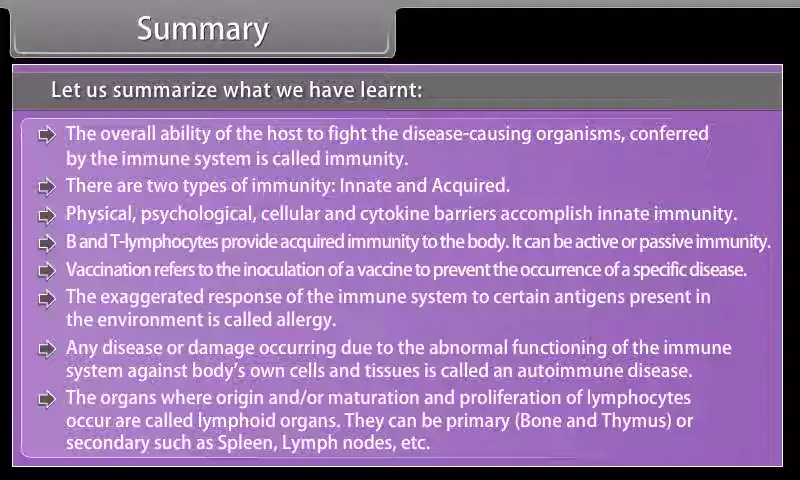 Summary
Let us summarize what we have learnt:
The overall ability of the host to fight the disease-causing organisms, conferred
by the immune system is called immunity.
There are two types of immunity: Innate and Acquired.
Physical, psychological, cellular and cytokine barriers accomplish innate immunity.
B and T-lymphocytes provide acquired immunity to the body. It can be active or passive immunity.
Vaccination refers to the inoculation of a vaccine to prevent the occurrence of a specific disease.
The exaggerated response of the immune system to certain antigens present in
the environment is called allergy.
Any disease or damage occurring due to the abnormal functioning of the immune
system against body's own cells and tissues is called an autoimmune disease.
The organs where origin and/or maturation and proliferation of lymphocytes
occur are called lymphoid organs. They can be primary (Bone and Thymus) or
secondary such as Spleen, Lymph nodes, etc.